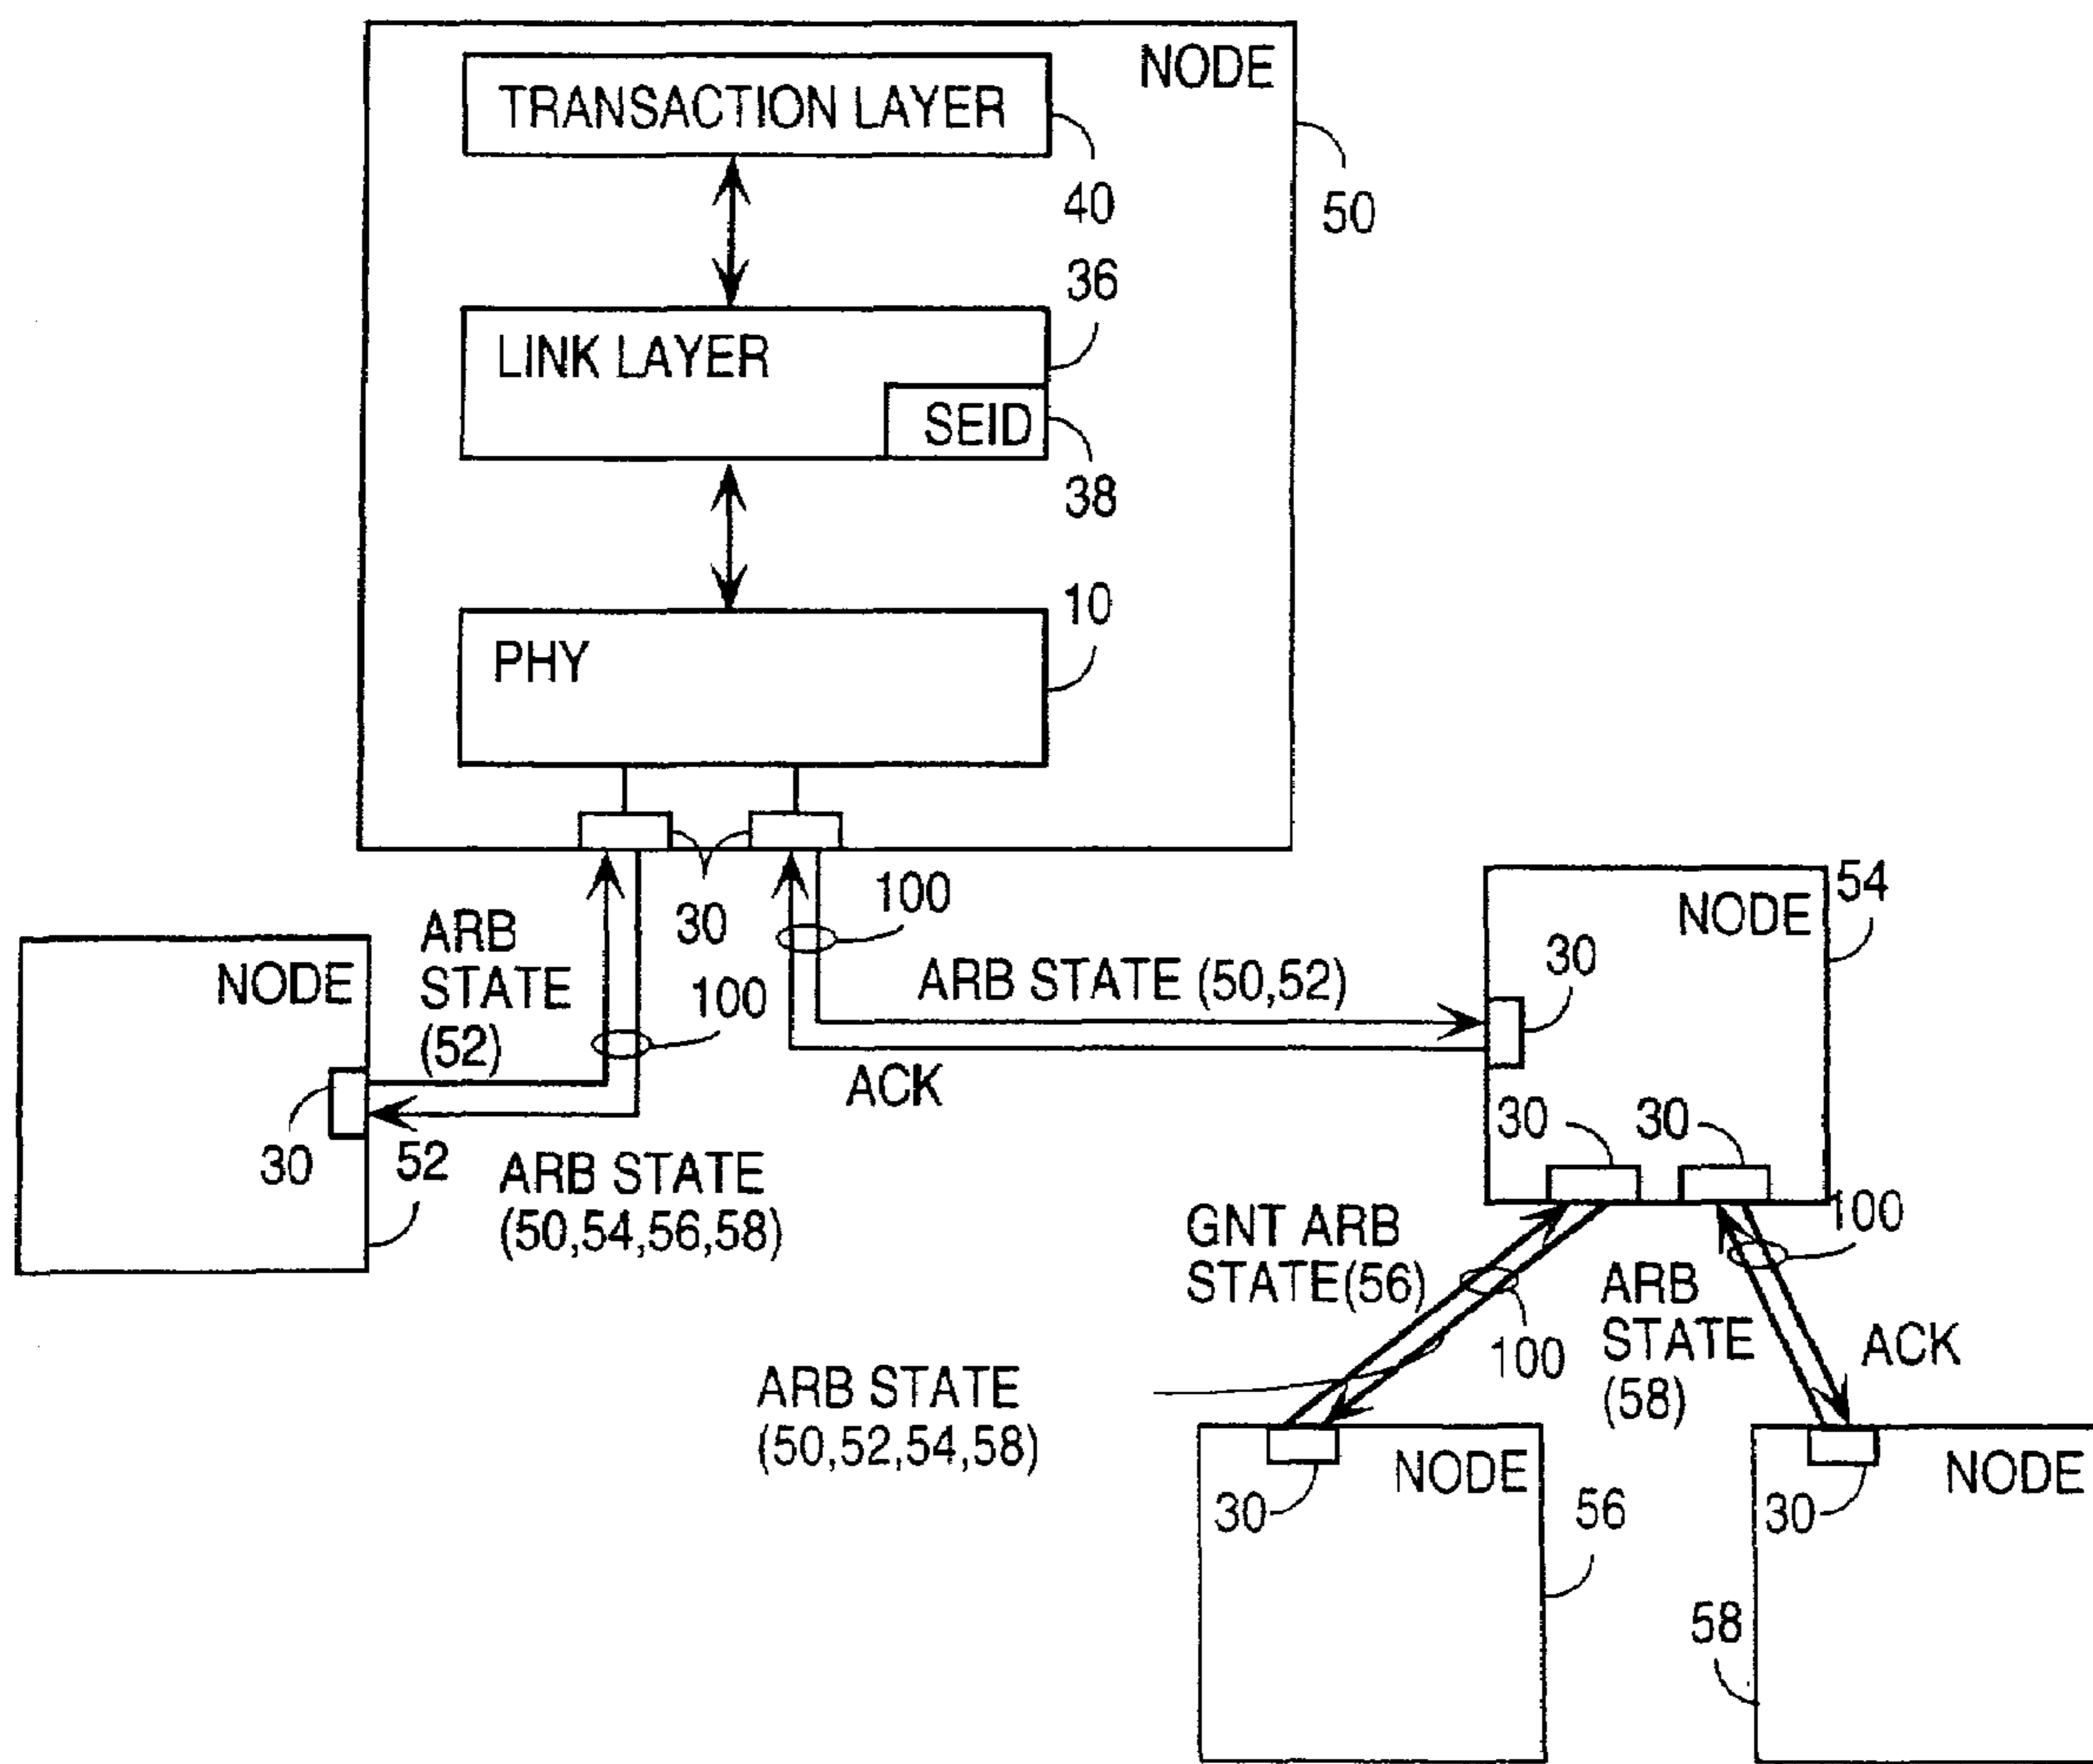 NODE
TRANSACTION LAYER
40
50
36
LINK LAYER
SEID
38
10
PHY
30
100
ARB
STATE
(52)
100
ARB STATE (50,52)
ACK
NODE
54
30
30
30
NODE
30
52
ARB STATE
(50,54,56,58)
GNT ARB
STATE(56)
100
100
ARB
STATE
(58)
ACK
ARB STATE
(50,52,54,58)
NODE
30
56
NODE
30
58